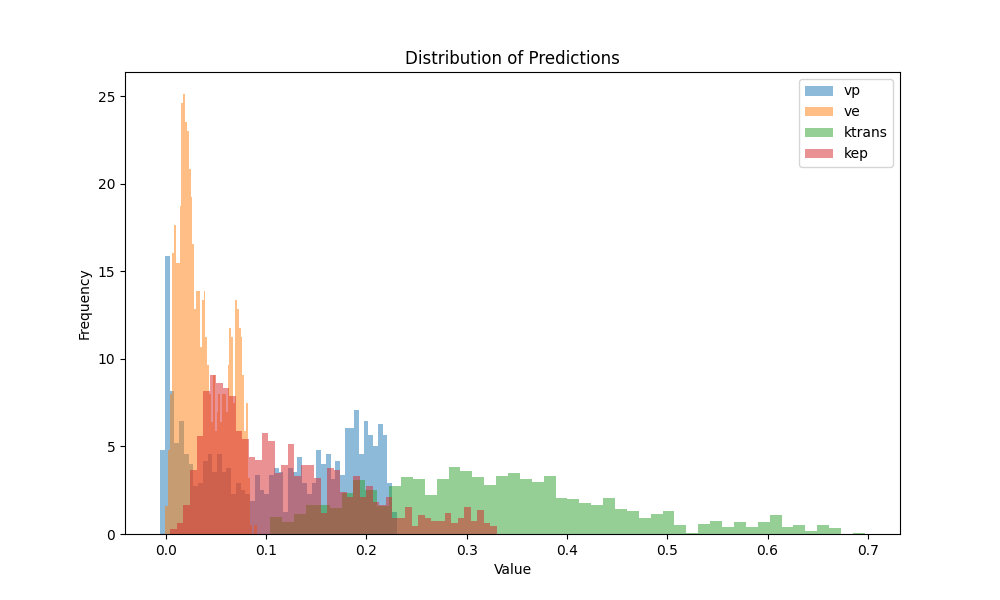 Distribution of Predictions
vp
ve
ktrans
kep
Frequency
25
20
15
10
5
0
0.0 0.1 0.2 0.3 0.4 0.5 0.6 0.7
Value